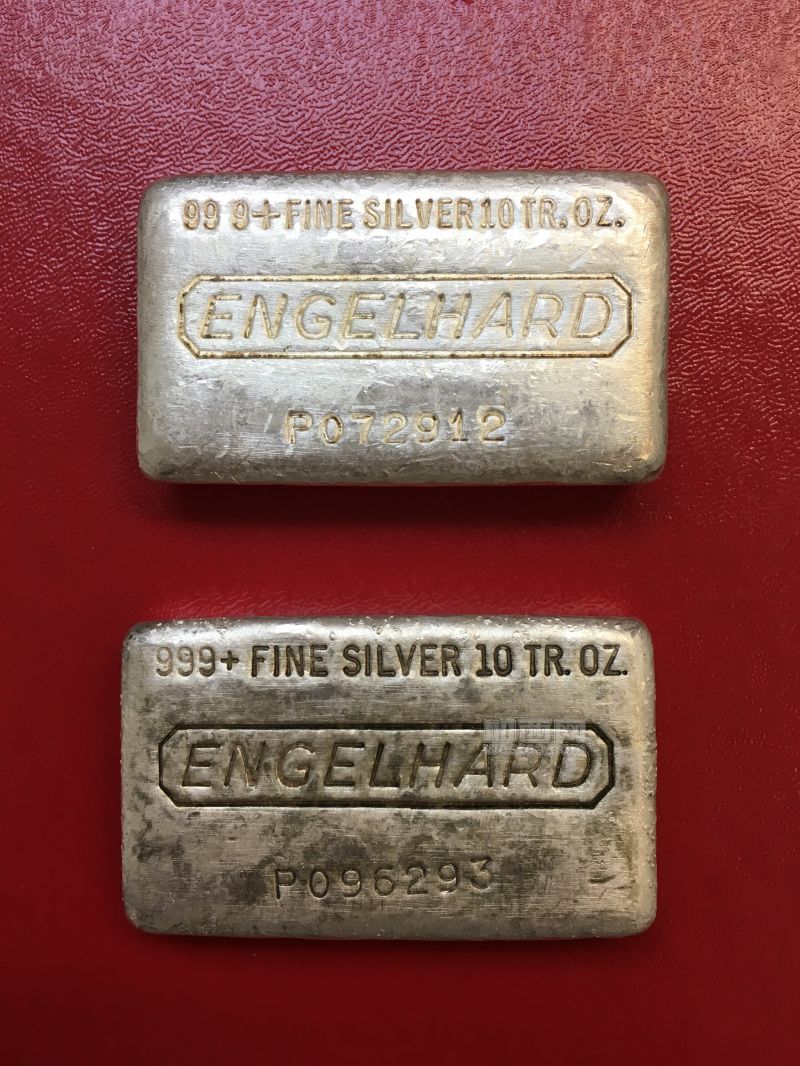 99 9+FINE SILVER 10 TR. OZ.
ENGELHARD
P072912
999+ FINE SILVER 10 TR. OZ.
ENGELHARD
P096293